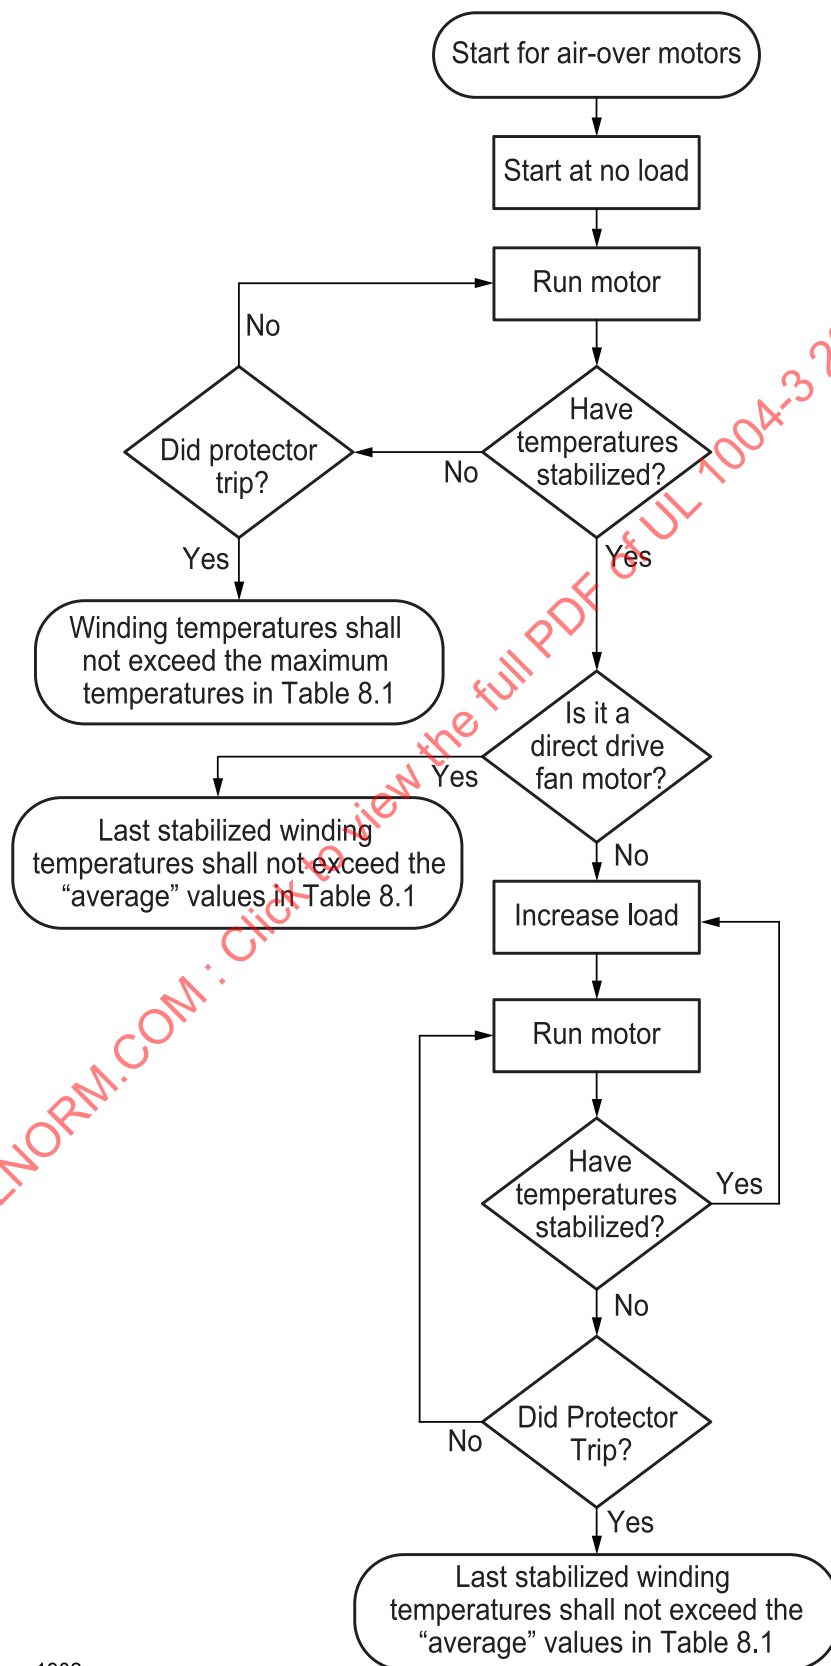 Start for air-over motors
Start at no load
Run motor
No
Have
temperatures
stabilized?
Did protector
trip?
No
Yes
Yes
Winding temperatures shall
not exceed the maximum
temperatures in Table 8.1
Is it a
direct drive
fan motor?
Yes
Last stabilized winding
temperatures shall not exceed the
“average” values in Table 8.1
No
Increase load
Run motor
Have
temperatures
stabilized?
Yes
No
Did Protector
Trip?
No
Yes
Last stabilized winding
temperatures shall not exceed the
“average” values in Table 8.1
NORM.COM : Click to view the full PDF of UL 1004-3